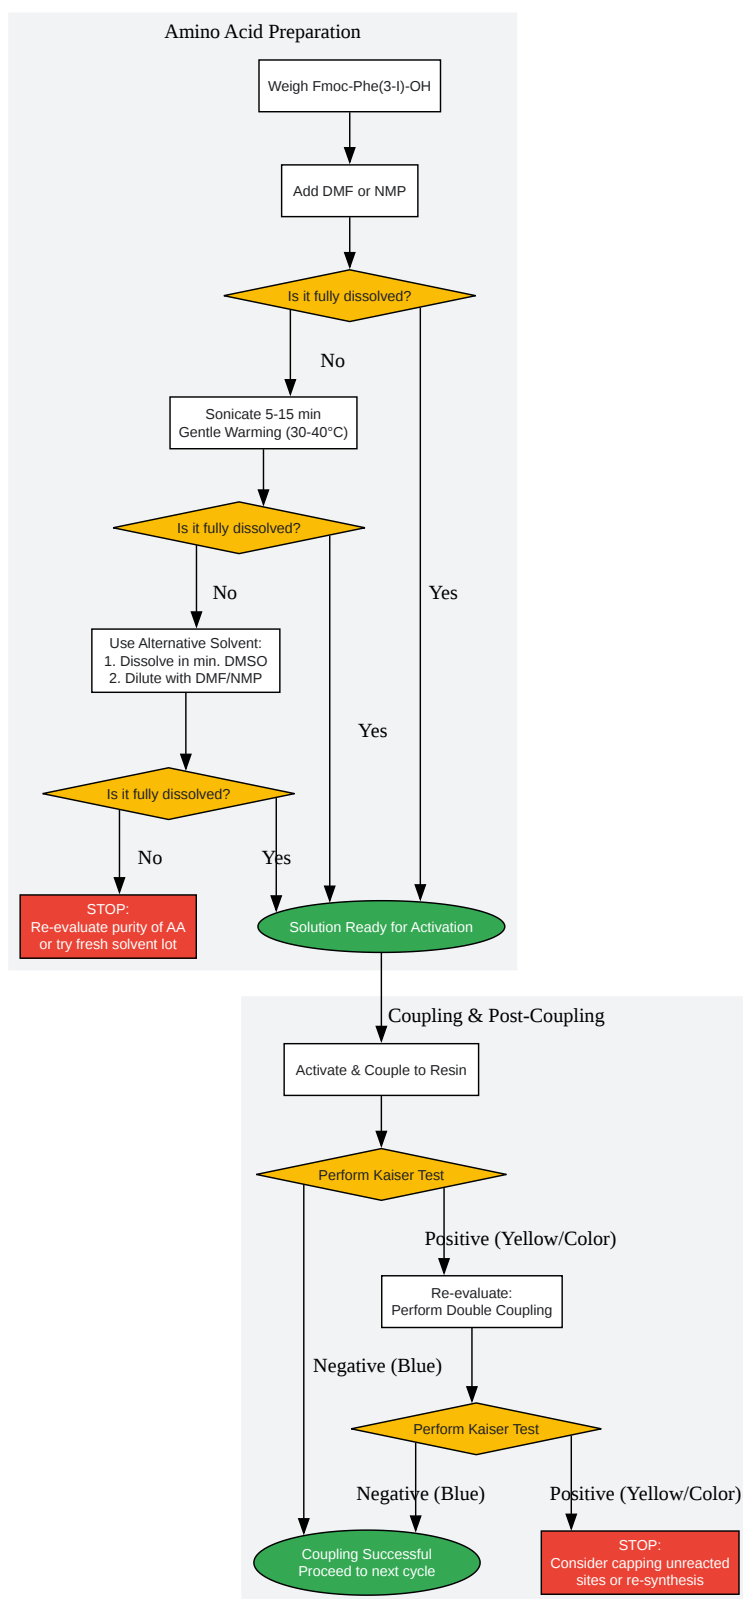 Amino Acid Preparation
Weigh Fmoc-Phe(3-I)-OH
Add DMF or NMP
Is it fully dissolved?
No
Sonicate 5-15 min
Gentle Warming (30-40°C)
Is it fully dissolved?
No
Yes
Use Alternative Solvent:
1. Dissolve in min. DMSO
2. Dilute with DMF/NMP
Yes
Is it fully dissolved?
No
Yes
STOP:
Re-evaluate purity of AA
or try fresh solvent lot
Solution Ready for Activation
Coupling & Post-Coupling
Activate & Couple to Resin
Perform Kaiser Test
Positive (Yellow/Color)
Re-evaluate:
Perform Double Coupling
Negative (Blue)
Perform Kaiser Test
Negative (Blue)
Positive (Yellow/Color)
Coupling Successful
Proceed to next cycle
STOP:
Consider capping unreacted
sites or re-synthesis